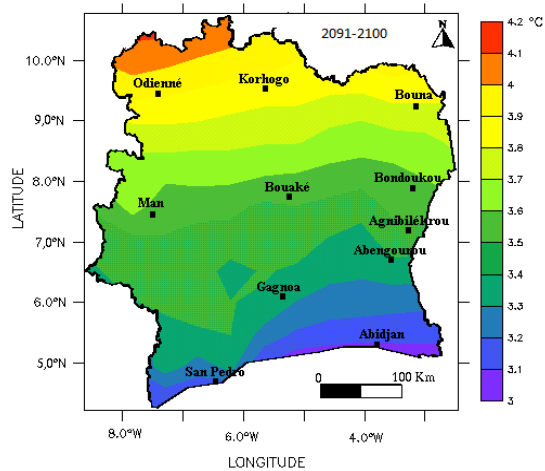 2091-2100
N
4.2 °C
4.1
4
3.9
3.8
3.7
3.6
3.5
3.4
3.3
3.2
3.1
3
10.0°N
9,0°N
8.0°N
7,0°N
6.0°N
5,0°N
LATITUDE
Odienné
Korhogo
Bouna
Bondoukou
Bouaké
Man
Agnibilékrou
Abengourou
Gagnoa
Abidjan
San Pedro
0 100 Km
8.0°W 6.0°W 4.0°W
LONGITUDE